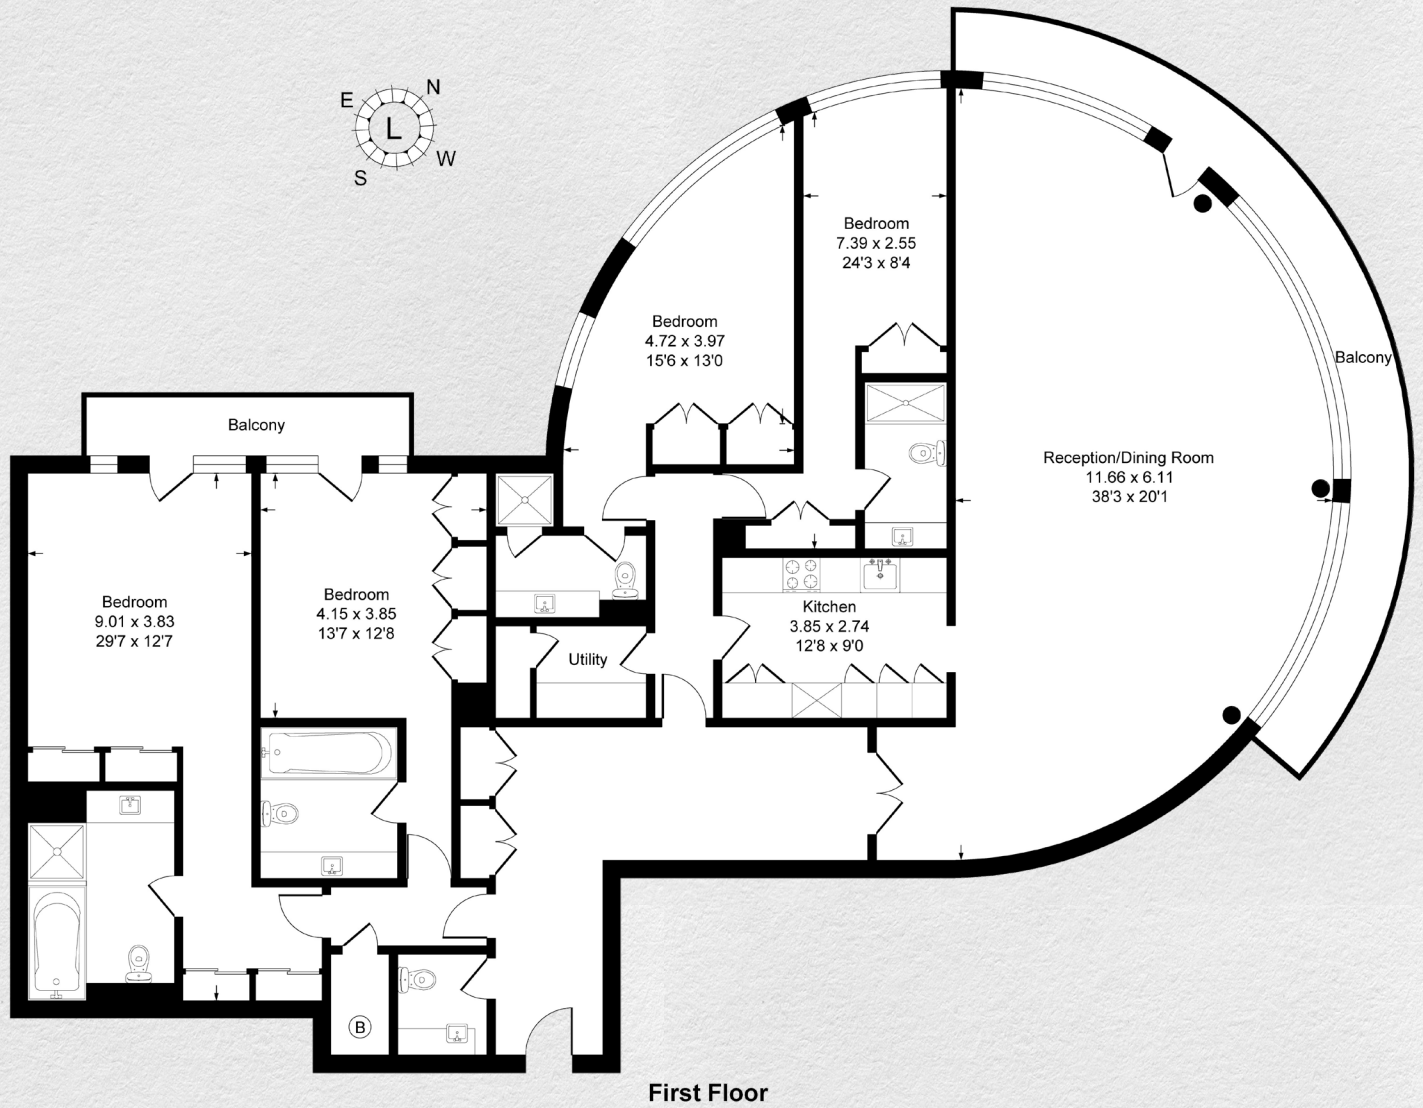 N
E
L
W
S
Bedroom
7.39 x 2.55
24'3 x 8'4
Bedroom
4.72 x 3.97
15'6 x 13'0
Balcony
Balcony
Reception/Dining Room
11.66 x 6.11
38'3 x 20'1
Bedroom
9.01 x 3.83
29'7 x 12'7
Bedroom
4.15 x 3.85
13'7 x 12'8
Kitchen
3.85 x 2.74
12'8 x 9'0
Utility
B
First Floor